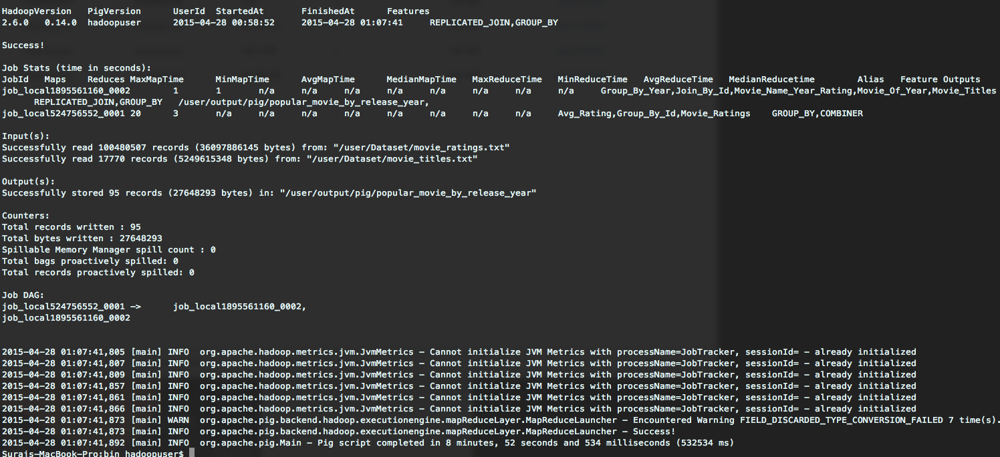 HadoopVersion PigVersion UserId StartedAt FinishedAt Features
2.6.0 0.14.0 hadoopuser 2015-04-28 00:58:52 2015-04-28 01:07:41 REPLICATED_JOIN,GROUP_BY
Success!
Job Stats (time in seconds):
JobId Maps Reduces MaxMapTime MinMapTime AvgMapTime MedianMapTime MaxReduceTime MinReduceTime AvgReduceTime MedianReducetime Alias Feature Outputs
job_local1895561160_0002 1 1 n/a n/a n/a n/a n/a n/a n/a n/a Group_By_Year,Join_By_Id,Movie_Name_Year_Rating,Movie_Of_Year,Movie_Titles
REPLICATED_JOIN,GROUP_BY /user/output/pig/popular_movie_by_release_year,
job_local524756552_0001 20 3 n/a n/a n/a n/a n/a n/a n/a n/a Avg_Rating,Group_By_Id,Movie_Ratings GROUP_BY,COMBINER
Input(s):
Successfully read 100480507 records (36097886145 bytes) from: "/user/Dataset/movie_ratings.txt"
Successfully read 17770 records (5249615348 bytes) from: "/user/Dataset/movie_titles.txt"
Output(s):
Successfully stored 95 records (27648293 bytes) in: "/user/output/pig/popular_movie_by_release_year"
Counters:
Total records written : 95
Total bytes written : 27648293
Spillable Memory Manager spill count : 0
Total bags proactively spilled: 0
Total records proactively spilled: 0
Job DAG:
job_local524756552_0001 -> job_local1895561160_0002,
job_local1895561160_0002
2015-04-28 01:07:41,805 [main] INFO org.apache.hadoop.metrics.jvm.JvmMetrics - Cannot initialize JVM Metrics with processName=JobTracker, sessionId= - already initialized
2015-04-28 01:07:41,807 [main] INFO org.apache.hadoop.metrics.jvm.JvmMetrics - Cannot initialize JVM Metrics with processName=JobTracker, sessionId= - already initialized
2015-04-28 01:07:41,809 [main] INFO org.apache.hadoop.metrics.jvm.JvmMetrics - Cannot initialize JVM Metrics with processName=JobTracker, sessionId= - already initialized
2015-04-28 01:07:41,857 [main] INFO org.apache.hadoop.metrics.jvm.JvmMetrics - Cannot initialize JVM Metrics with processName=JobTracker, sessionId= - already initialized
2015-04-28 01:07:41,861 [main] INFO org.apache.hadoop.metrics.jvm.JvmMetrics - Cannot initialize JVM Metrics with processName=JobTracker, sessionId= - already initialized
2015-04-28 01:07:41,866 [main] INFO org.apache.hadoop.metrics.jvm.JvmMetrics - Cannot initialize JVM Metrics with processName=JobTracker, sessionId= - already initialized
2015-04-28 01:07:41,873 [main] WARN org.apache.pig.backend.hadoop.executionengine.mapReduceLayer.MapReduceLauncher - Encountered Warning FIELD_DISCARDED_TYPE_CONVERSION_FAILED 7 time(s).
2015-04-28 01:07:41,873 [main] INFO org.apache.pig.backend.hadoop.executionengine.mapReduceLayer.MapReduceLauncher - Success!
2015-04-28 01:07:41,892 [main] INFO org.apache.pig.Main - Pig script completed in 8 minutes, 52 seconds and 534 milliseconds (532534 ms)
Surajs-MacBook-Pro:bin hadoopuser$